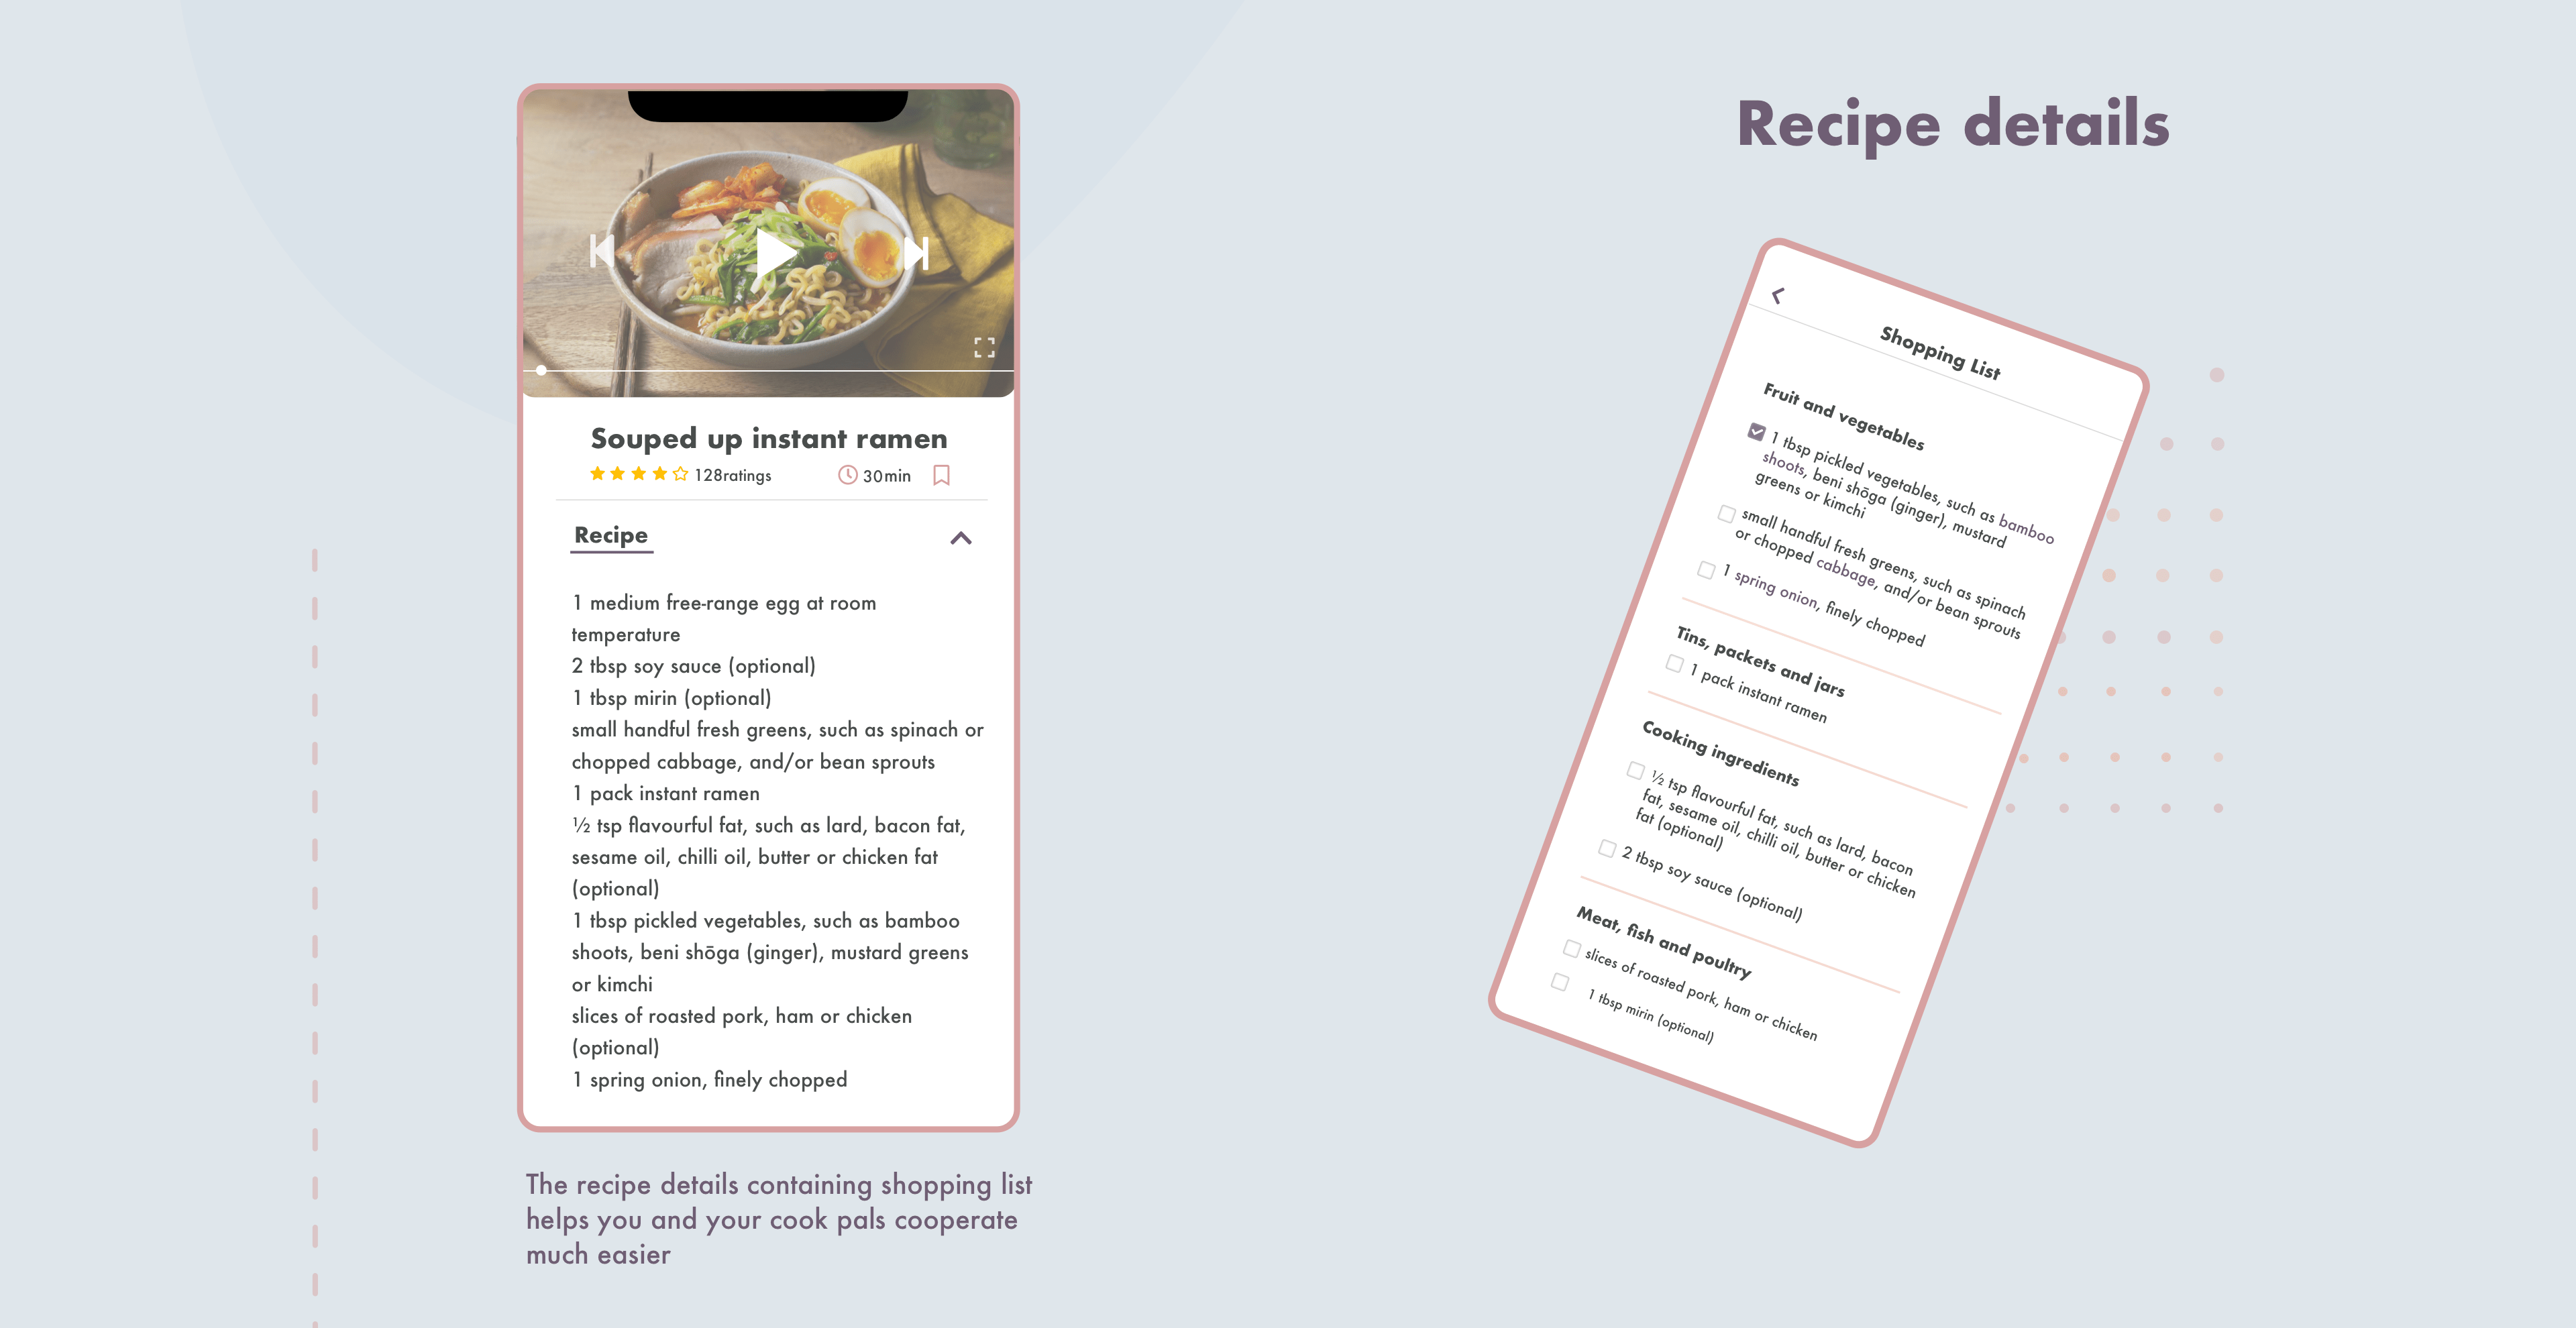 Recipe details
Souped up instant ramen
128ratings
30min
Recipe
1 medium free-range egg at room
temperature
2 tbsp soy sauce (optional)
1 tbsp mirin (optional)
small handful fresh greens, such as spinach or
chopped cabbage, and/or bean sprouts
1 pack instant ramen
½ tsp flavourful fat, such as lard, bacon fat,
sesame oil, chilli oil, butter or chicken fat
(optional)
1 tbsp pickled vegetables, such as bamboo
shoots, beni shōga (ginger), mustard greens
or kimchi
slices of roasted pork, ham or chicken
(optional)
1 spring onion, finely chopped
The recipe details containing shopping list
helps you and your cook pals cooperate
much easier
Shopping List
Fruit and vegetables
1 tbsp pickled vegetables, such as bamboo
shoots, beni shōga (ginger), mustard
greens or kimchi
small handful fresh greens, such as spinach
or chopped cabbage, and/or bean sprouts
1 spring onion, finely chopped
Tins, packets and jars
1 pack instant ramen
Cooking ingredients
½ tsp flavourful fat, such as lard, bacon
fat, sesame oil, chilli oil, butter or chicken
fat (optional)
2 tbsp soy sauce (optional)
Meat, fish and poultry
slices of roasted pork, ham or chicken
1 tbsp mirin (optional)